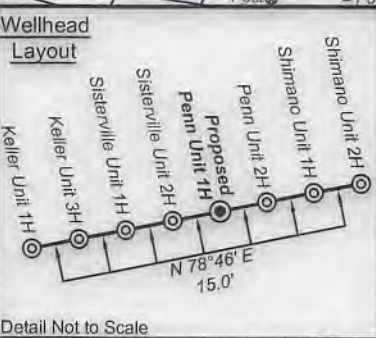 Wellhead
Layout
Keller Unit 1H
Keller Unit 3H
Sisterville Unit 1H
Sisterville Unit 2H
Proposed
Penn Unit 1H
Penn Unit 2H
Shimano Unit 1H
Shimano Unit 2H
N 78°46' E
15.0'
Detail Not to Scale